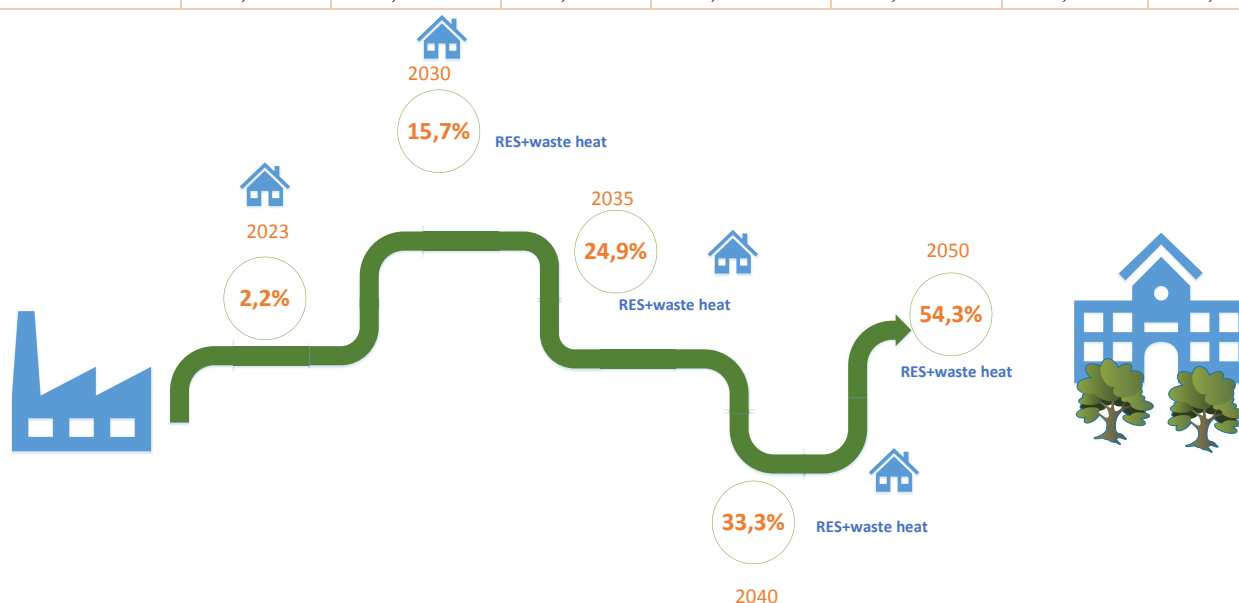 2030
15,7%
RES+waste heat
2023
2,2%
2035
24,9%
RES+waste heat
2050
54,3%
RES+waste heat
33,3%
RES+waste heat
2040